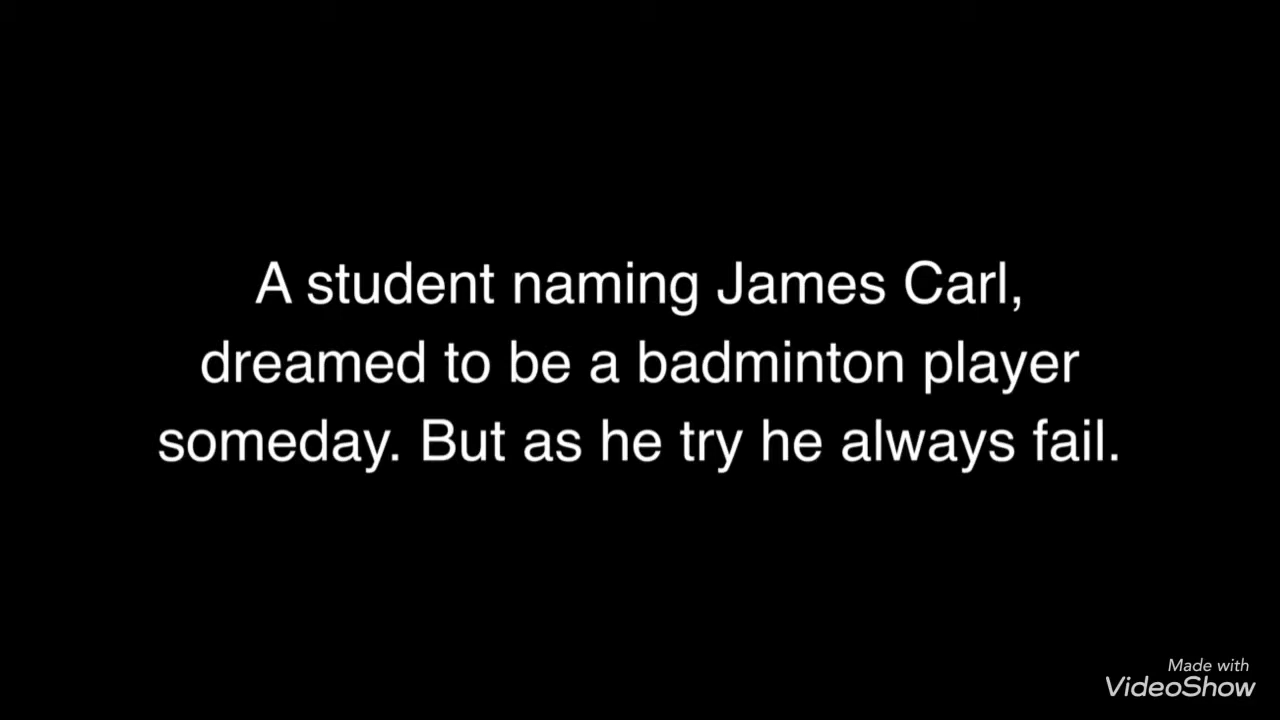 A student naming James Carl,
dreamed to be a badminton player
someday. But as he try he always fail.
Made with
VideoShow